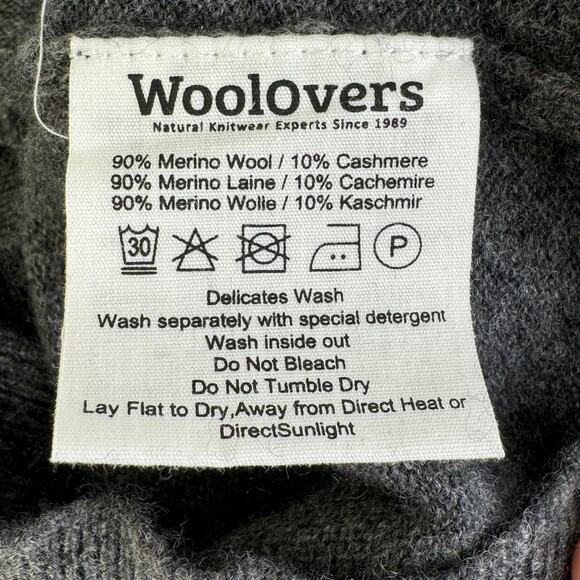 WoolOvers
Natural Knitwear Experts Since 1989
90% Merino Wool / 10% Cashmere
90% Merino Laine / 10% Cachemire
90% Merino Wolle / 10% Kaschmir
30 P
Delicates Wash
Wash separately with special detergent
Wash inside out
Do Not Bleach
Do Not Tumble Dry
Lay Flat to Dry,Away from Direct Heat or
DirectSunlight